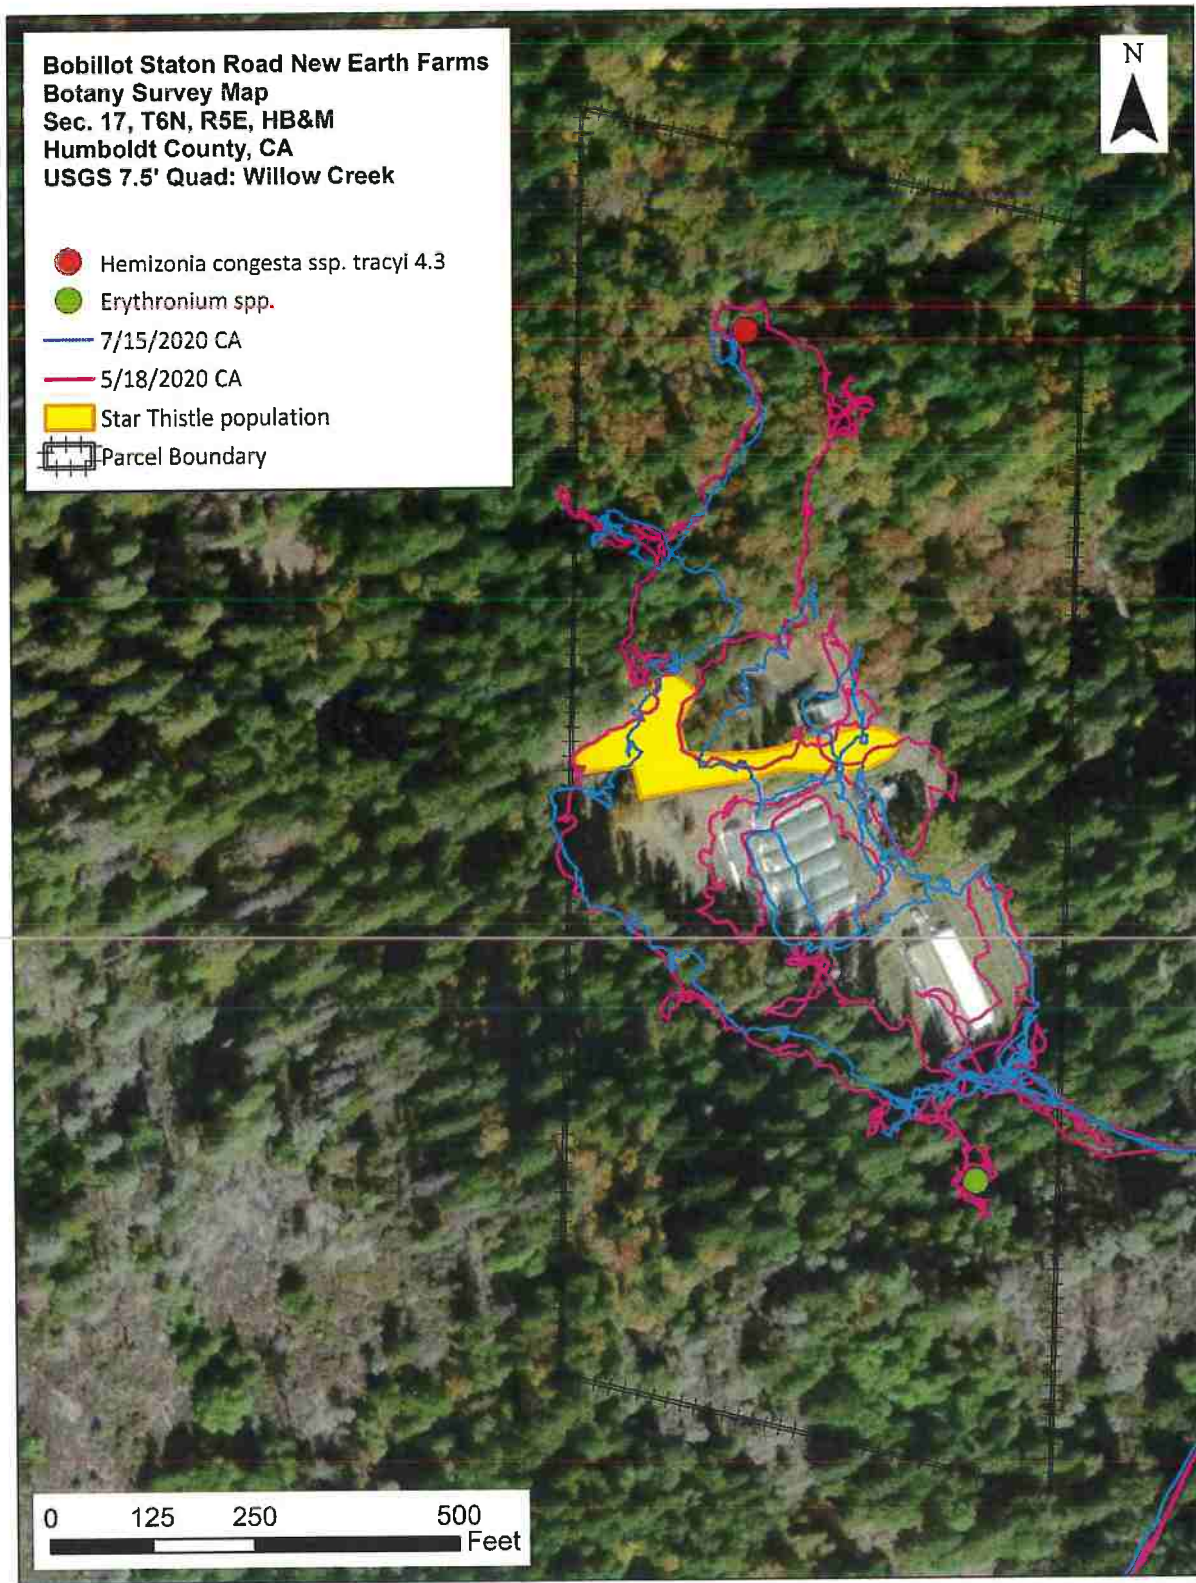 Bobillot Staton Road New Earth Farms
Botany Survey Map
Sec. 17, T6N, R5E, HB&M
Humboldt County, CA
USGS 7.5' Quad: Willow Creek
N
Hemizonia congesta ssp. tracyi 4.3
Erythronium spp.
7/15/2020 CA
5/18/2020 CA
Star Thistle population
Parcel Boundary
0 125 250 500
Feet